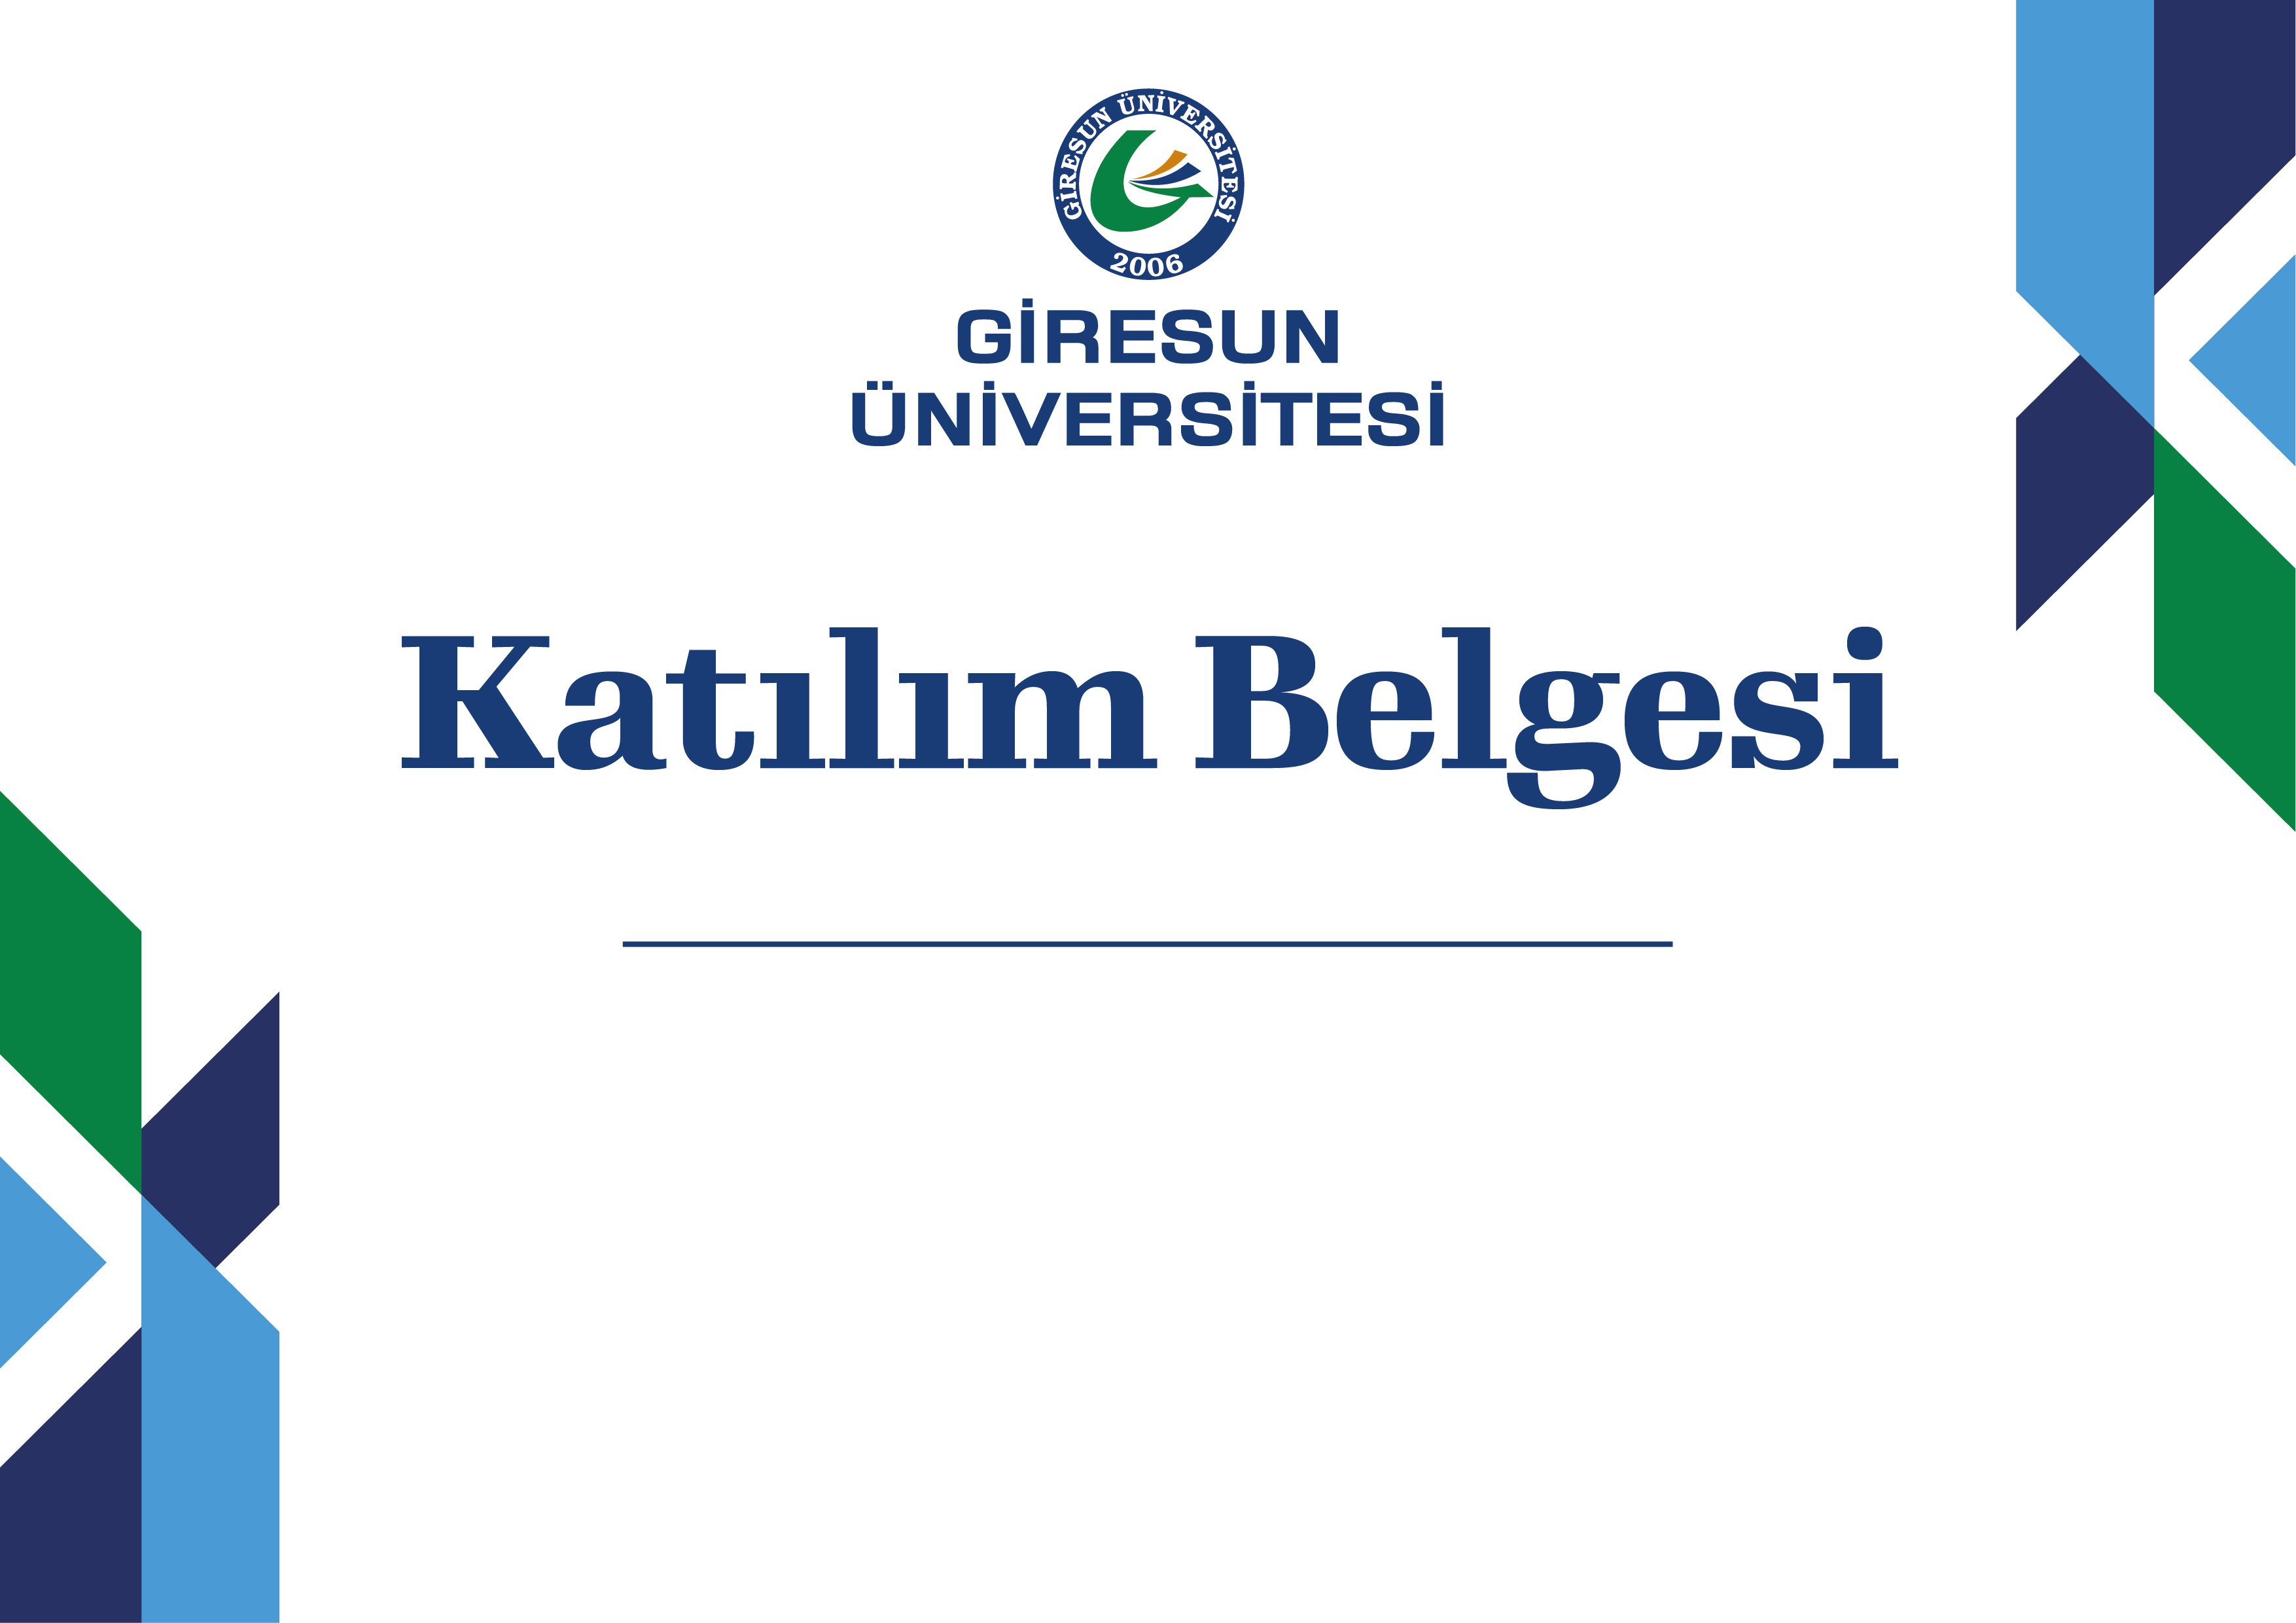 GİRESUN ÜNİVERSİTESİ
2006
GİRESUN
ÜNİVERSİTESİ
Katılım Belgesi